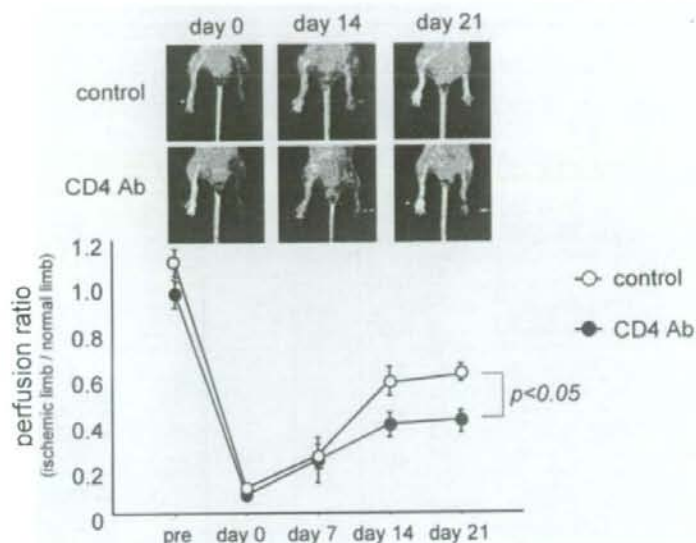 day 0 day 14 day 21
control
CD4 Ab
1.2
1.0
0.8
0.6
0.4
0.2
0
perfusion ratio
(ischemic limb / normal limb)
control
CD4 Ab
p<0.05
pre day 0 day 7 day 14 day 21